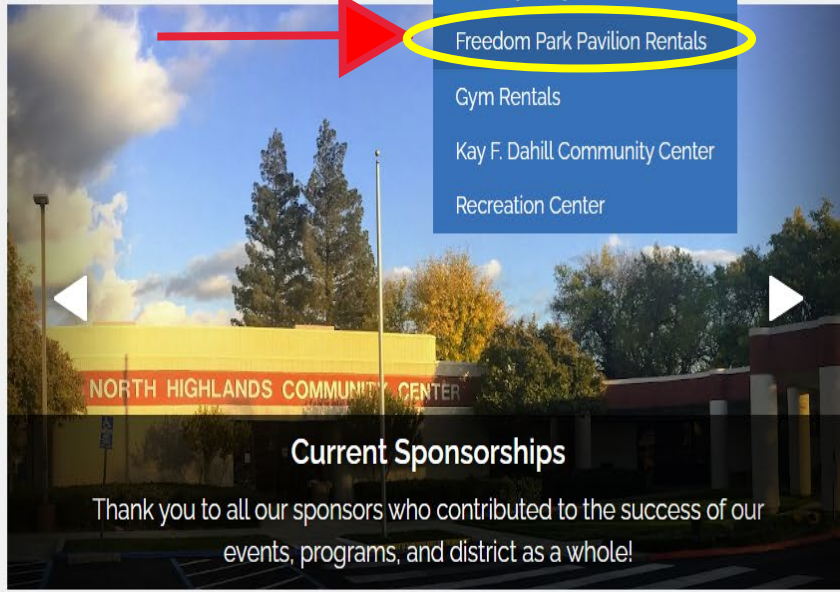 Freedom Park Pavilion Rentals
Gym Rentals
Kay F. Dahill Community Center
Recreation Center
NORTH HIGHLANDS COMMUNITY CENTER
Current Sponsorships
Thank you to all our sponsors who contributed to the success of our
events, programs, and district as a whole!